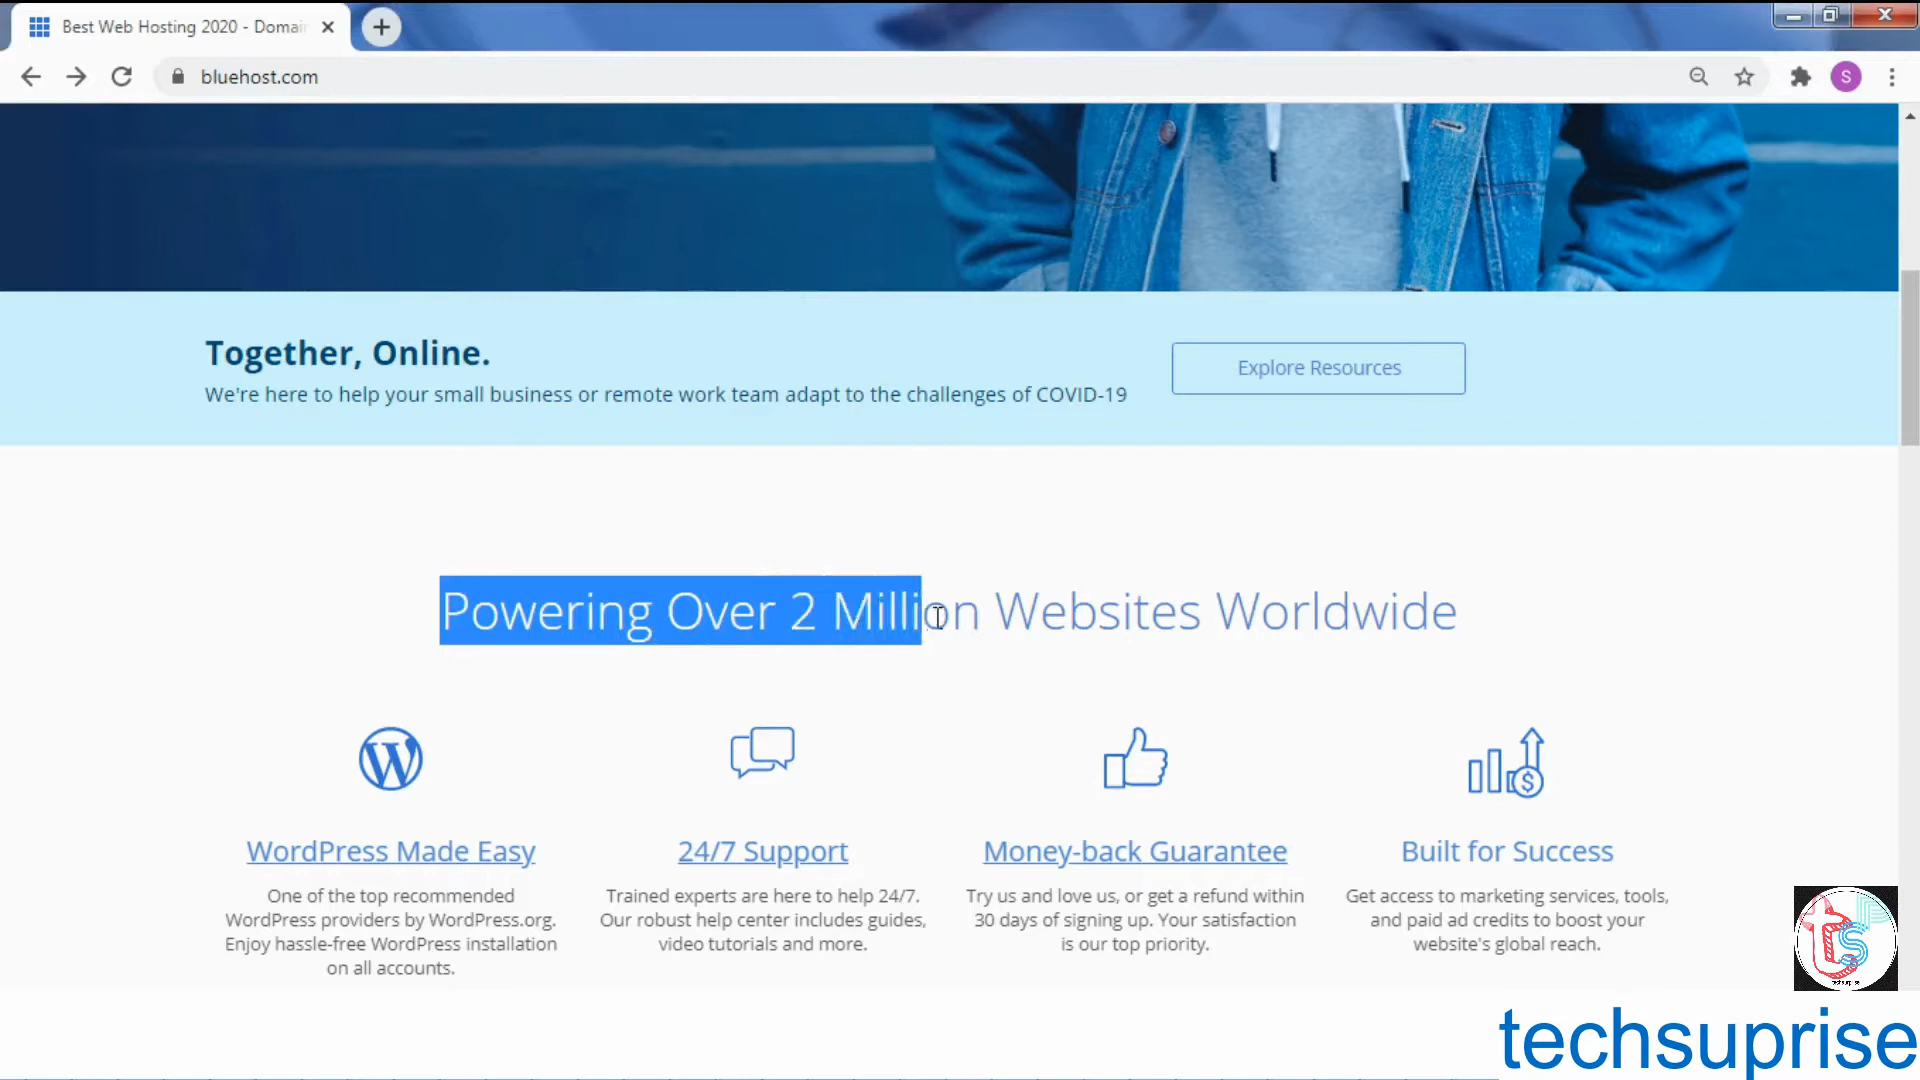 Best Web Hosting 2020 - Domai
bluehost.com
S
Together, Online.
We're here to help your small business or remote work team adapt to the challenges of COVID-19
Explore Resources
Powering Over 2 Million Websites Worldwide
WordPress Made Easy
One of the top recommended
WordPress providers by WordPress.org.
Enjoy hassle-free WordPress installation
on all accounts.
24/7 Support
Trained experts are here to help 24/7.
Our robust help center includes guides,
video tutorials and more.
Money-back Guarantee
Try us and love us, or get a refund within
30 days of signing up. Your satisfaction
is our top priority.
Built for Success
Get access to marketing services, tools,
and paid ad credits to boost your
website's global reach.
techsuprise